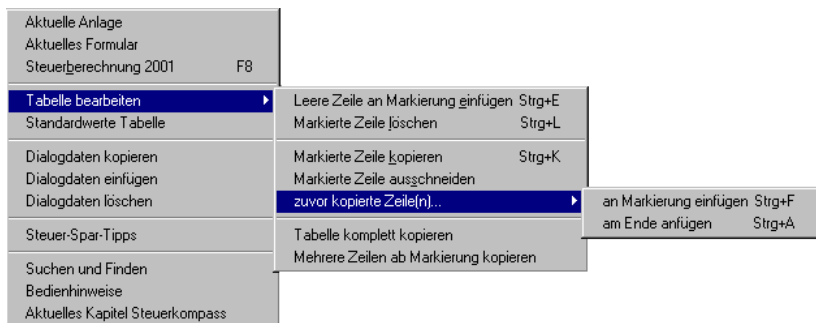 Aktuelle Anlage
Aktuelles Formular
Steuerberechnung 2001 F8
Tabelle bearbeiten
Standardwerte Tabelle
Dialogdaten kopieren
Dialogdaten einfügen
Dialogdaten löschen
Steuer-Spar-Tipps
Suchen und Finden
Bedienhinweise
Aktuelles Kapitel Steuerkompass
Leere Zeile an Markierung einfügen Strg+E
Markierte Zeile löschen Strg+L
Markierte Zeile kopieren Strg+K
Markierte Zeile ausschneiden
zuvor kopierte Zeile(n)...
Tabelle komplett kopieren
Mehrere Zeilen ab Markierung kopieren
an Markierung einfügen Strg+F
am Ende anfügen Strg+A